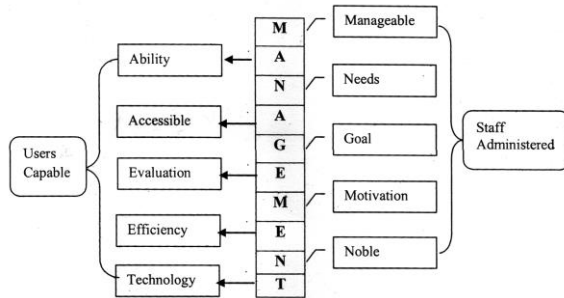 M
A
N
A
G
E
M
E
N
T
Ability
Accessible
Evaluation
Efficiency
Technology
Users
Capable
Manageable
Needs
Goal
Motivation
Noble
Staff
Administered